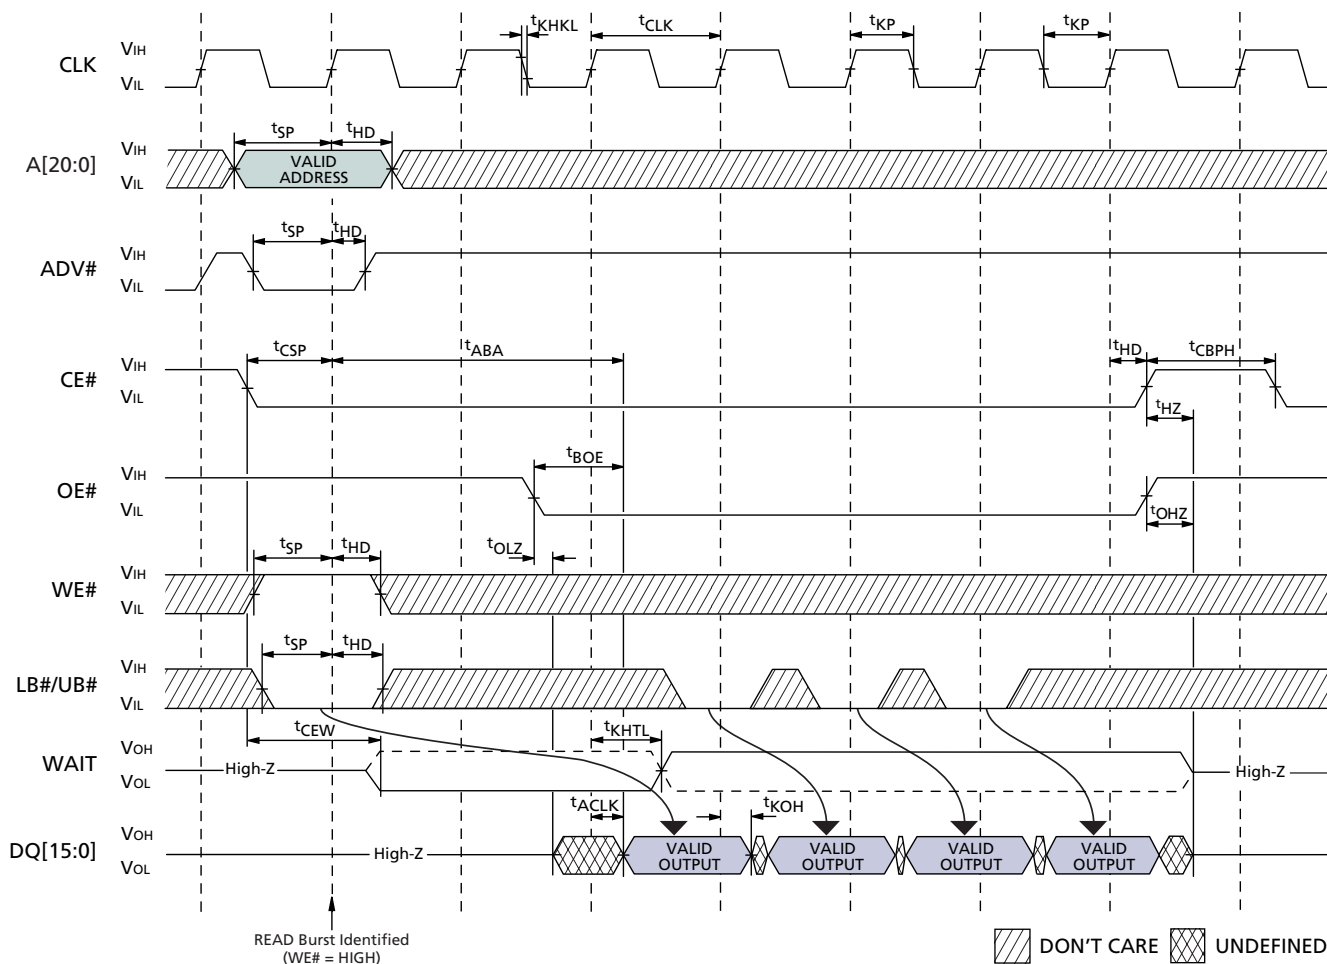 tKHKL tCLK tKP tKP
CLK VIH
VIL
tSP tHD
A[20:0] VIH
VIL
VALID
ADDRESS
tSP tHD
ADV# VIH
VIL
tCSP tABA tHD tCBPH
CE# VIH
VIL
tHZ
tBOE
OE# VIH
VIL
tOHZ
tSP tHD tOLZ
WE# VIH
VIL
tSP tHD
LB#/UB# VIH
VIL
tCEW tKHTL
WAIT VOH
VOL
High-Z High-Z
tACLK tKOH
DQ[15:0] VOH
VOL
High-Z
VALID
OUTPUT
VALID
OUTPUT
VALID
OUTPUT
VALID
OUTPUT
READ Burst Identified
(WE# = HIGH)
DON'T CARE UNDEFINED